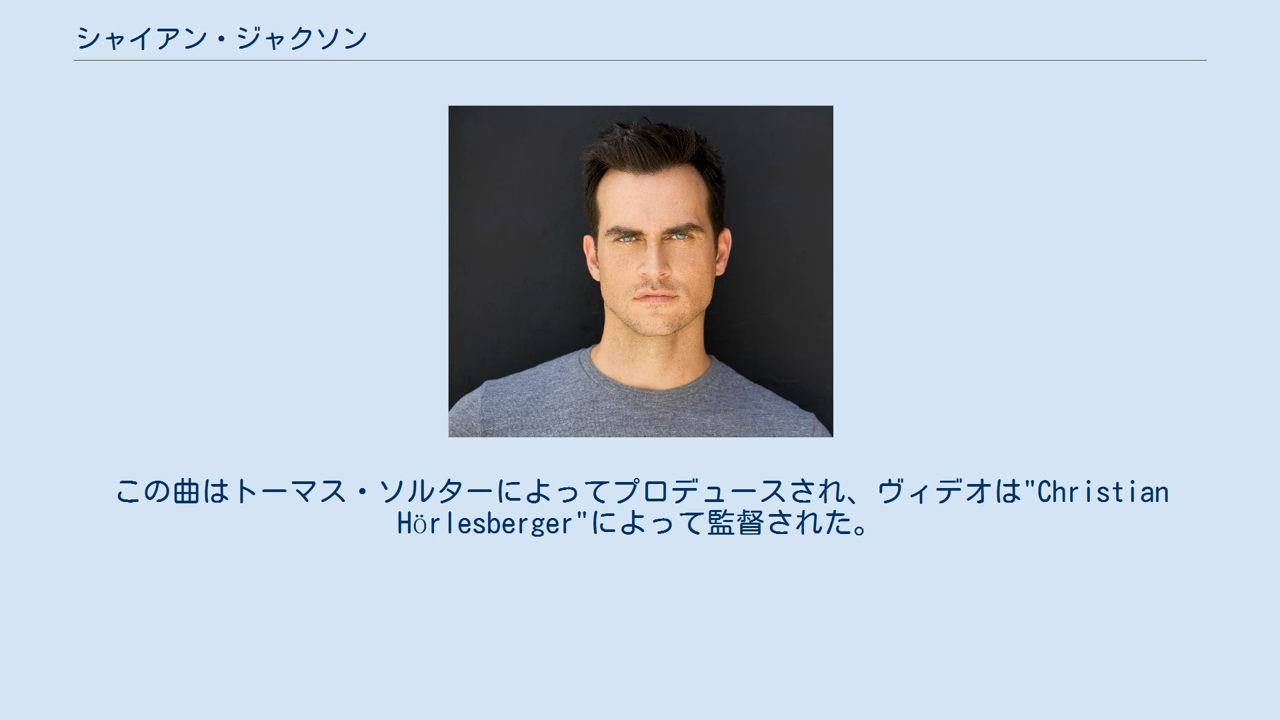 シャイアン・ジャクソン
この曲はトーマス・ソルターによってプロデュースされ、ヴィデオは"Christian
Hörlesberger"によって監督された。